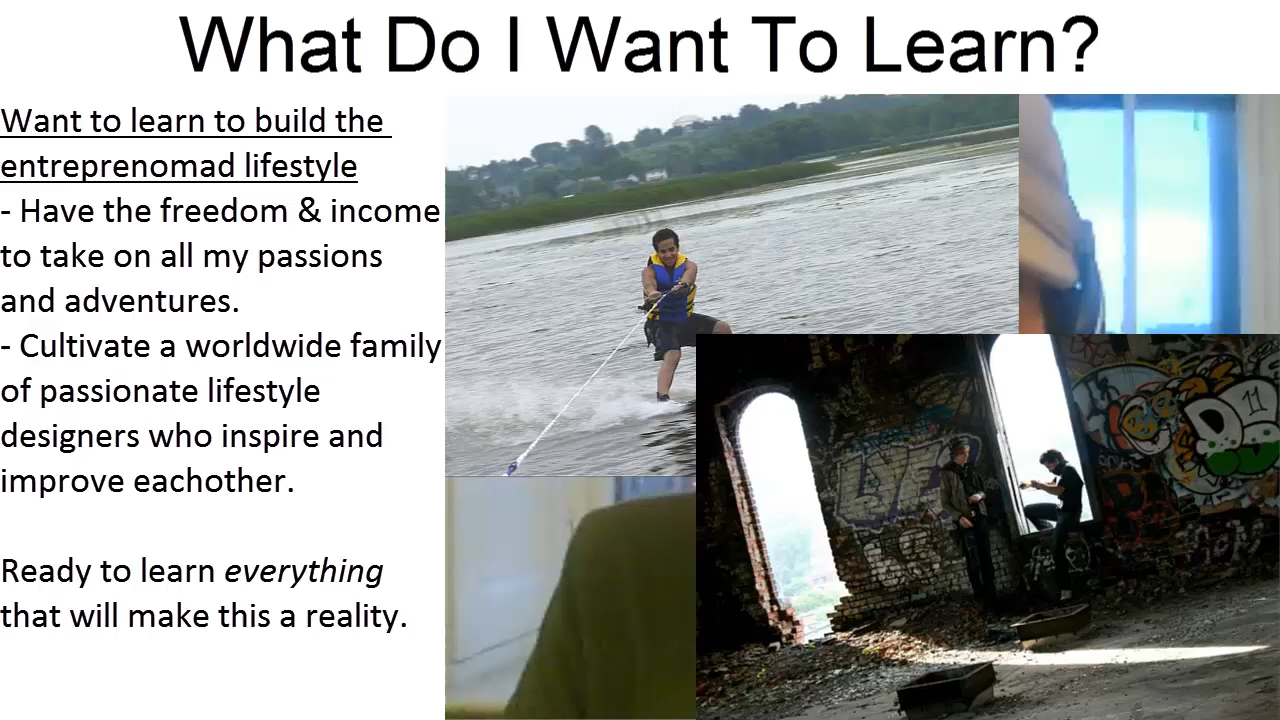 What Do I Want To Learn?
Want to learn to build the
entreprenomad lifestyle
- Have the freedom & income
to take on all my passions
and adventures.
- Cultivate a worldwide family
of passionate lifestyle
designers who inspire and
improve eachother.
Ready to learn everything
that will make this a reality.